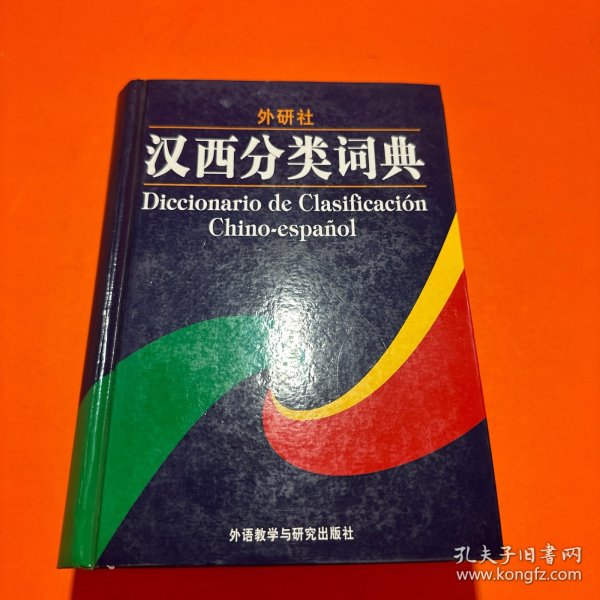 外研社
汉西分类词典
Diccionario de Clasificación
Chino-español
外语教学与研究出版社
孔夫子旧书网
www.kongfz.com